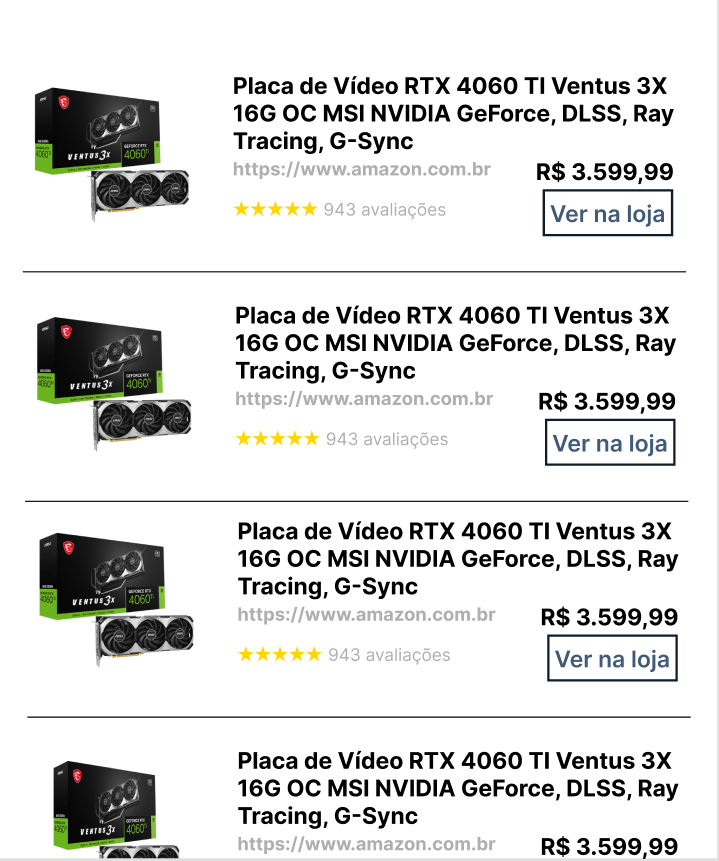 Placa de Vídeo RTX 4060 TI Ventus 3X
16G OC MSI NVIDIA GeForce, DLSS, Ray
Tracing, G-Sync
https://www.amazon.com.br
R$ 3.599,99
★★★★★ 943 avaliações
Ver na loja
VENTUS 3X
GEFORCE RTX
4060Ti
Placa de Vídeo RTX 4060 TI Ventus 3X
16G OC MSI NVIDIA GeForce, DLSS, Ray
Tracing, G-Sync
https://www.amazon.com.br
R$ 3.599,99
★★★★★ 943 avaliações
Ver na loja
VENTUS 3X
GEFORCE RTX
4060Ti
Placa de Vídeo RTX 4060 TI Ventus 3X
16G OC MSI NVIDIA GeForce, DLSS, Ray
Tracing, G-Sync
https://www.amazon.com.br
R$ 3.599,99
★★★★★ 943 avaliações
Ver na loja
VENTUS 3X
GEFORCE RTX
4060Ti
Placa de Vídeo RTX 4060 TI Ventus 3X
16G OC MSI NVIDIA GeForce, DLSS, Ray
Tracing, G-Sync
https://www.amazon.com.br
R$ 3.599,99
VENTUS 3X
GEFORCE RTX
4060Ti